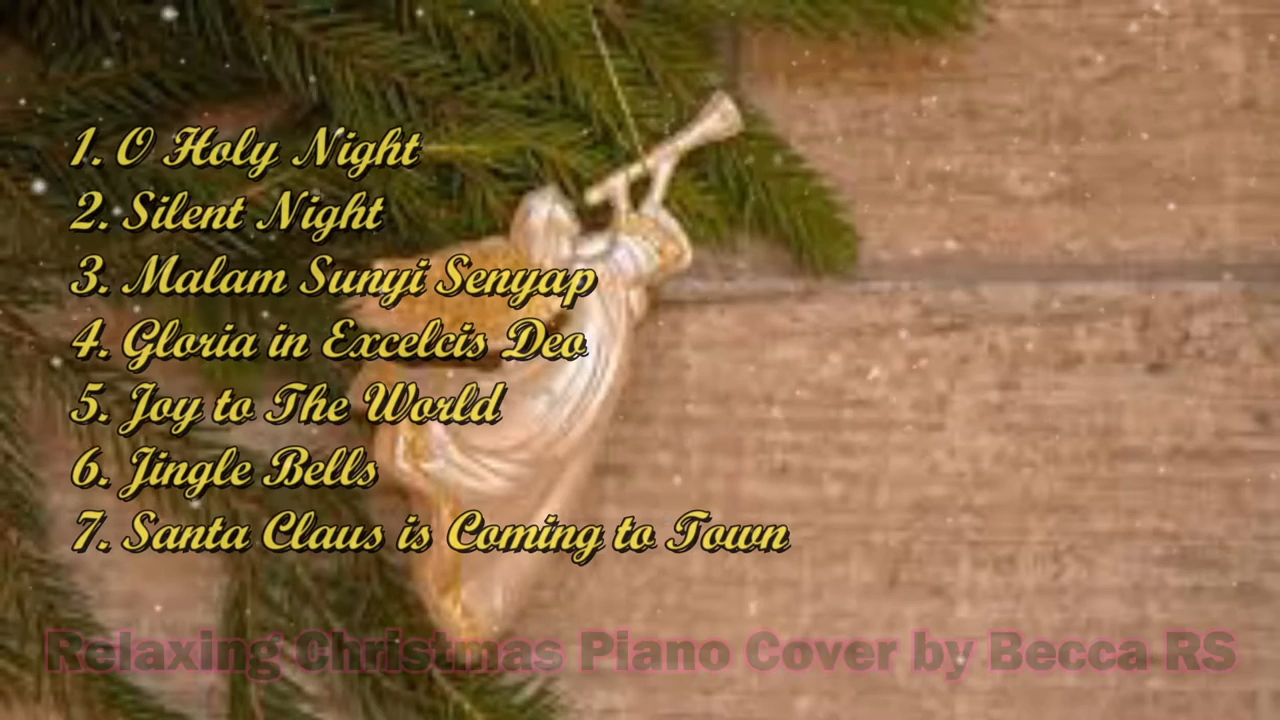 1. O Holy Night
2. Silent Night
3. Malam Sunyi Senyap
4. Gloria in Excelcis Deo
5. Joy to The World
6. Jingle Bells
7. Santa Claus is Coming to Town
Relaxing Christmas Piano Cover by Becca RS